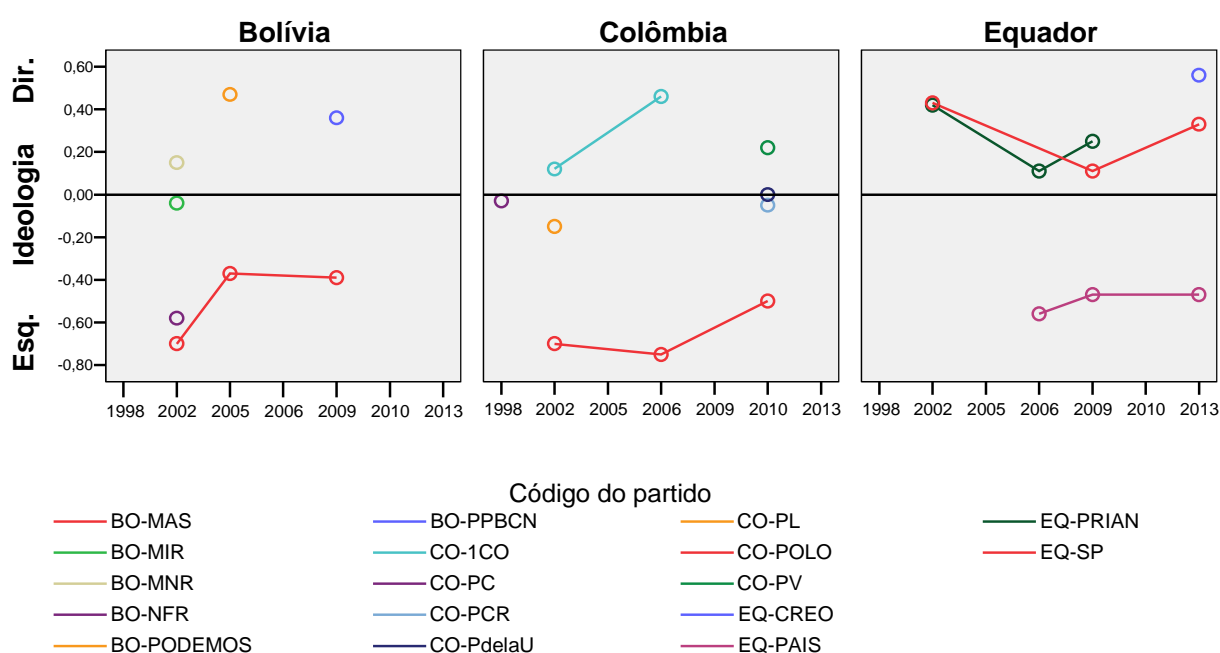 Bolívia Colômbia Equador
Esq. Ideologia Dir.
0,60
0,40
0,20
0,00
-0,20
-0,40
-0,60
-0,80
1998 2002 2005 2006 2009 2010 2013 1998 2002 2005 2006 2009 2010 2013 1998 2002 2005 2006 2009 2010 2013
Código do partido
BO-MAS BO-PPBCN CO-PL EQ-PRIAN
BO-MIR CO-1CO CO-POLO EQ-SP
BO-MNR CO-PC CO-PV
BO-NFR CO-PCR EQ-CREO
BO-PODEMOS CO-PdelaU EQ-PAIS